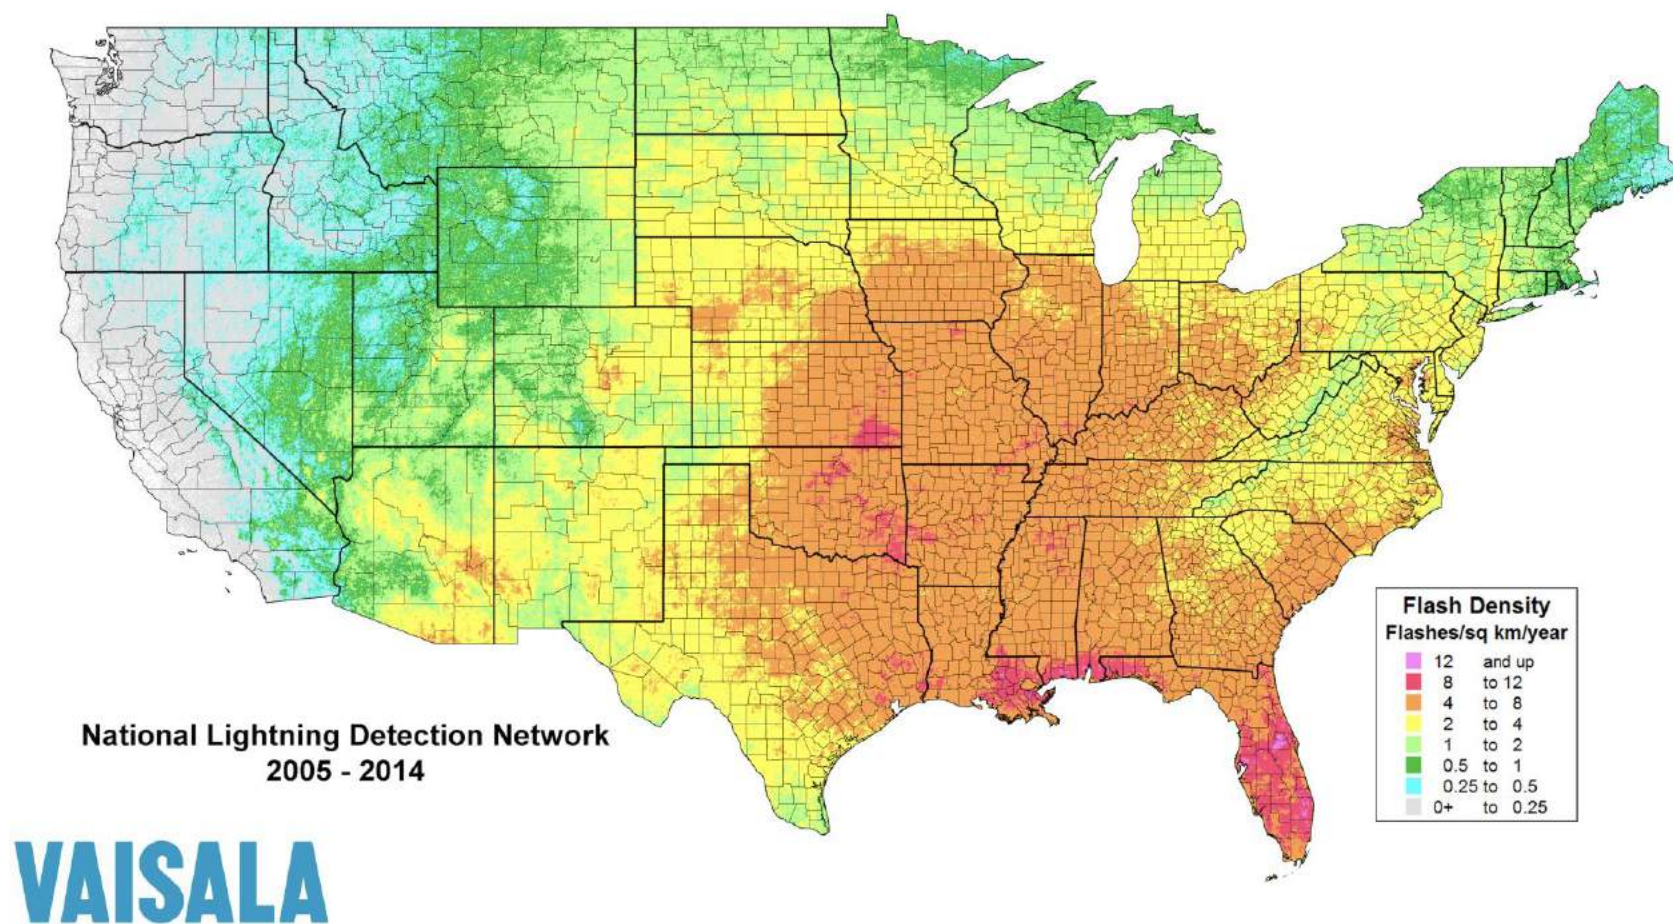 National Lightning Detection Network
2005 - 2014
VAISALA
Flash Density
Flashes/sq km/year
12 and up
8 to 12
4 to 8
2 to 4
1 to 2
0.5 to 1
0.25 to 0.5
0+ to 0.25